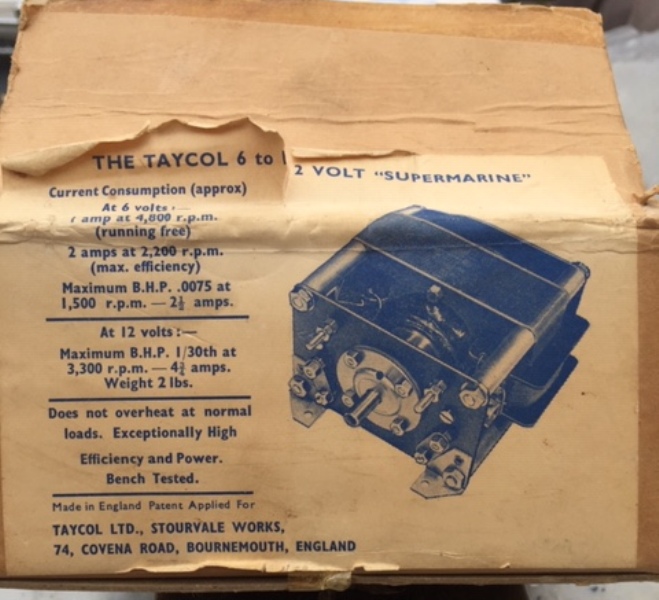 THE TAYCOL 6 to 12 VOLT "SUPERMARINE"
Current Consumption (approx)
At 6 volts :—
1 amp at 4,800 r.p.m.
(running free)
2 amps at 2,200 r.p.m.
(max. efficiency)
Maximum B.H.P. .0075 at
1,500 r.p.m. — 2½ amps.
At 12 volts :—
Maximum B.H.P. 1/30th at
3,300 r.p.m. — 4¾ amps.
Weight 2 lbs.
Does not overheat at normal
loads. Exceptionally High
Efficiency and Power.
Bench Tested.
Made in England Patent Applied For
TAYCOL LTD., STOURVALE WORKS,
74, COVENA ROAD, BOURNEMOUTH, ENGLAND